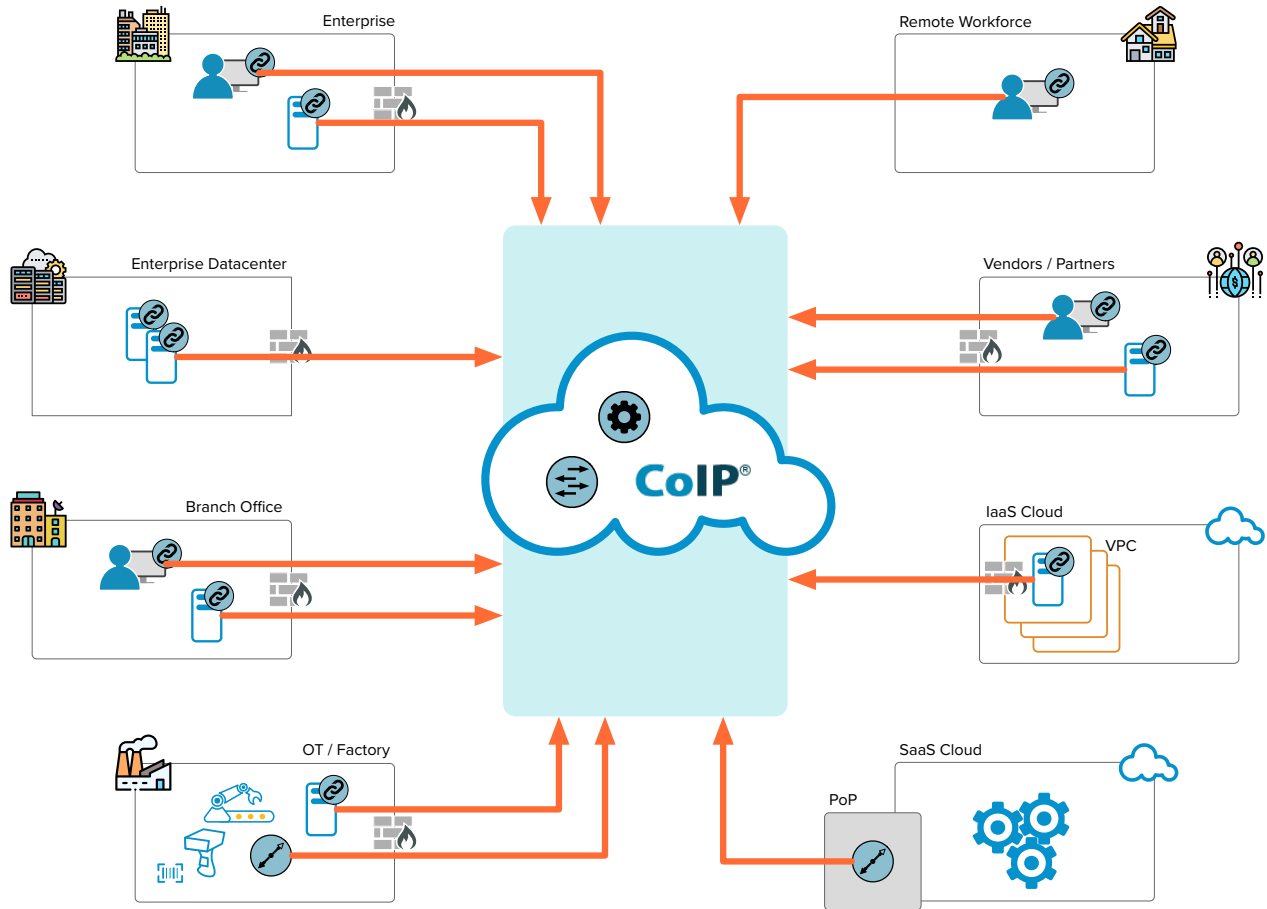 Enterprise
Remote Workforce
Enterprise Datacenter
Vendors / Partners
CoIP®
Branch Office
IaaS Cloud
VPC
OT / Factory
SaaS Cloud
PoP